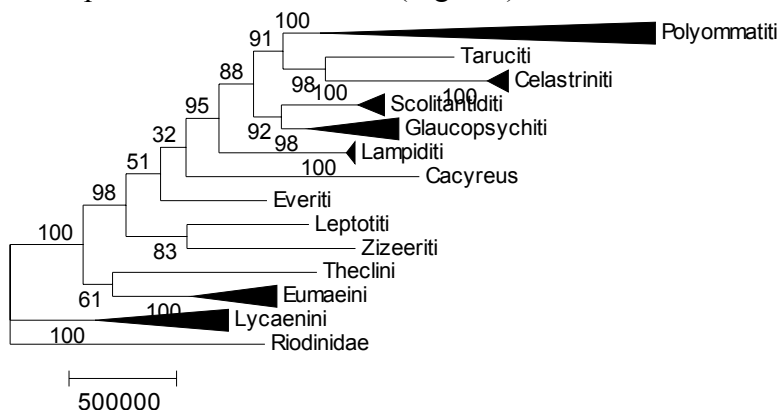 100
Polyommatiti
91
Taruciti
88
98
Celastriniti
100
100
Scolitantiditi
95
92
Glaucopsychiti
32
98
Lampiditi
51
100
Cacyreus
98
Everiti
Leptotiti
100
83
Zizeeriti
Theclini
61
Eumaeini
100
Lycaenini
100
Riodinidae
500000